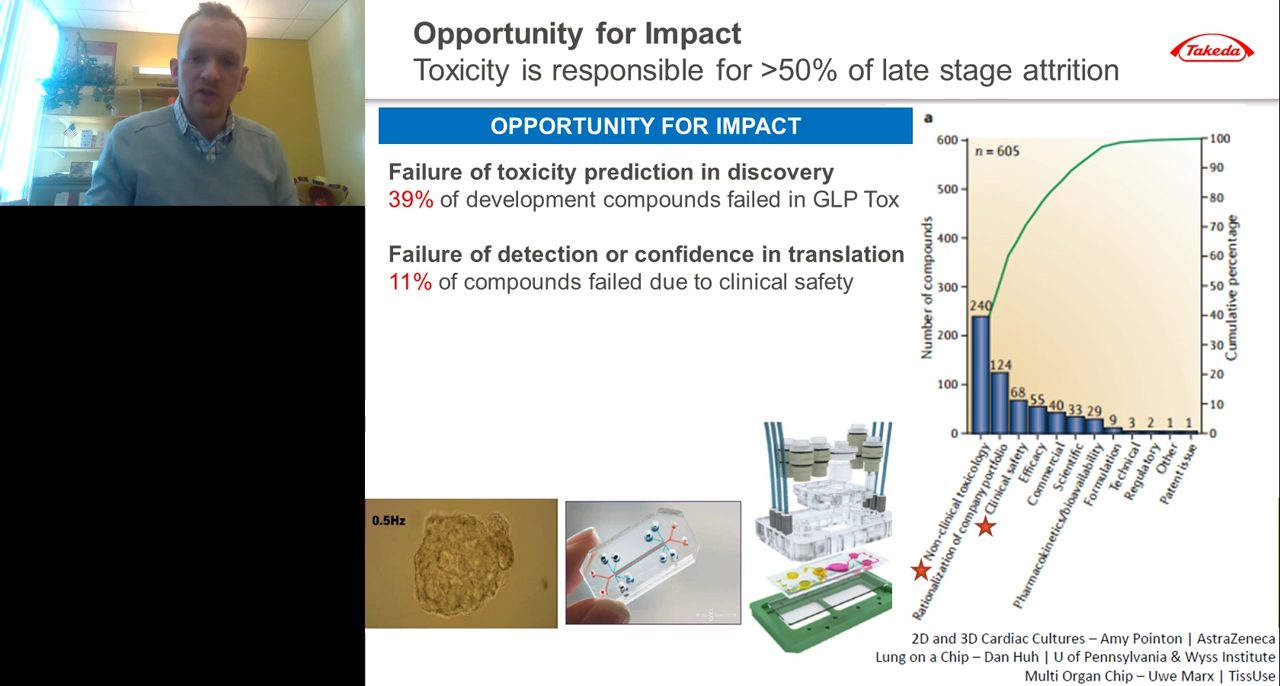 Opportunity for Impact
Toxicity is responsible for >50% of late stage attrition
Takeda
OPPORTUNITY FOR IMPACT
Failure of toxicity prediction in discovery
39% of development compounds failed in GLP Tox
Failure of detection or confidence in translation
11% of compounds failed due to clinical safety
a
n = 605
Number of compounds
600
500
400
300
200
100
0
240
124
68
55
40
33
29
9
3
2
1
1
100
90
80
70
60
50
40
30
20
10
0
Cumulative percentage
Non-clinical toxicology
Rationalization of company portfolio
Clinical safety
Efficacy
Commercial
Scientific
Pharmacokinetics/bioavailability
Formulation
Technical
Regulatory
Other
Patent issue
0.5Hz
2D and 3D Cardiac Cultures – Amy Pointon | AstraZeneca
Lung on a Chip – Dan Huh | U of Pennsylvania & Wyss Institute
Multi Organ Chip – Uwe Marx | TissUse